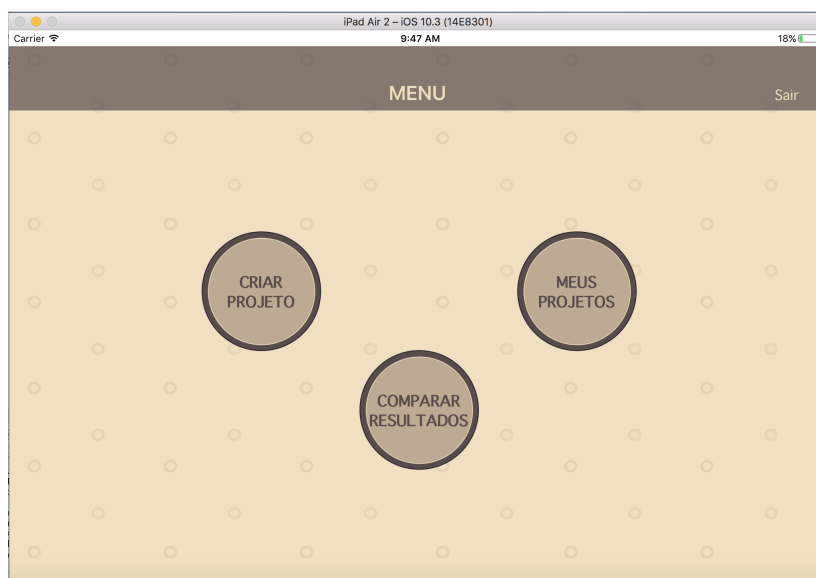 iPad Air 2 – iOS 10.3 (14E8301)
Carrier 9:47 AM 18%
MENU
Sair
CRIAR
PROJETO
MEUS
PROJETOS
COMPARAR
RESULTADOS